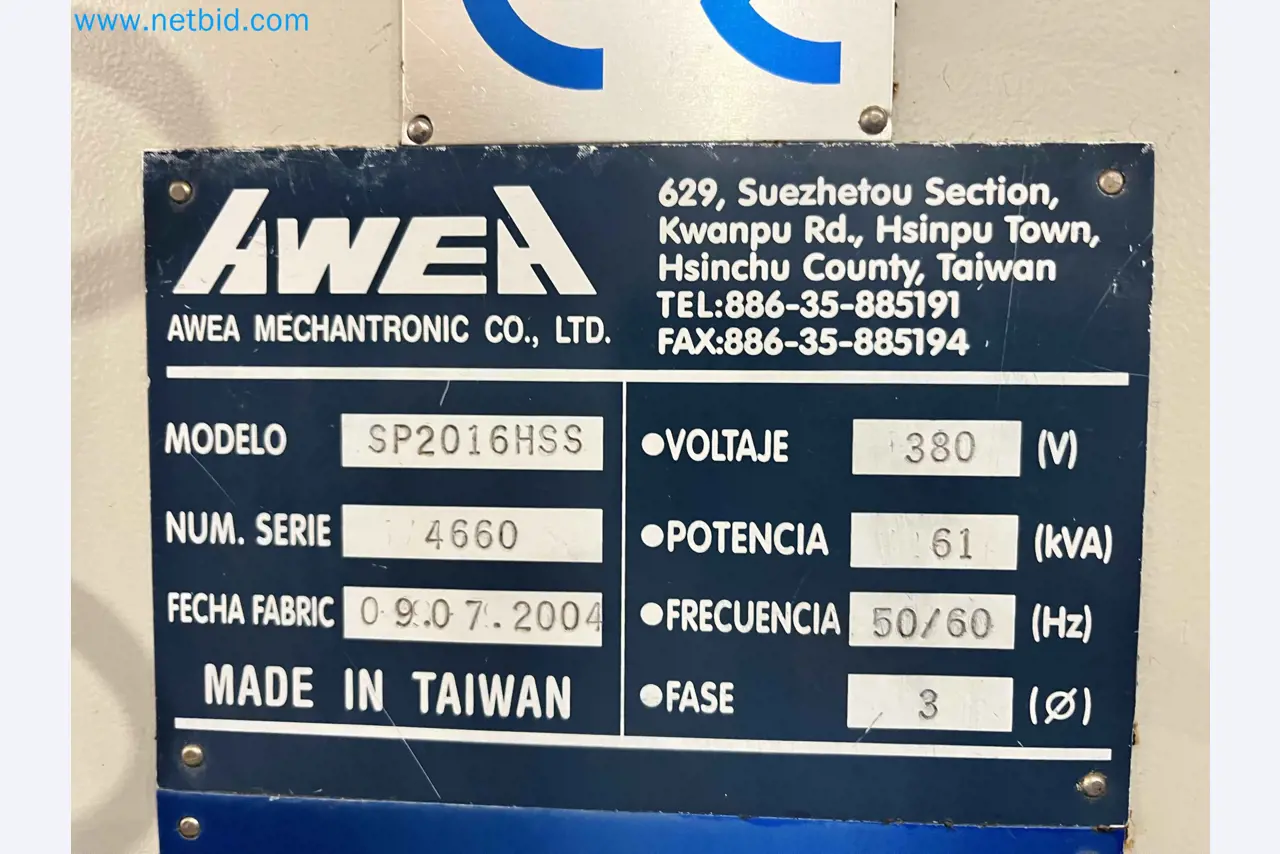 www.netbid.com
AWEA
AWEA MECHANTRONIC CO., LTD.
629, Suezhetou Section,
Kwanpu Rd., Hsinpu Town,
Hsinchu County, Taiwan
TEL:886-35-885191
FAX:886-35-885194
MODELO SP2016HSS
NUM. SERIE 4660
FECHA FABRIC 09.07.2004
MADE IN TAIWAN
●VOLTAJE 380 (V)
●POTENCIA 61 (kVA)
●FRECUENCIA 50/60 (Hz)
●FASE 3 (Ø)